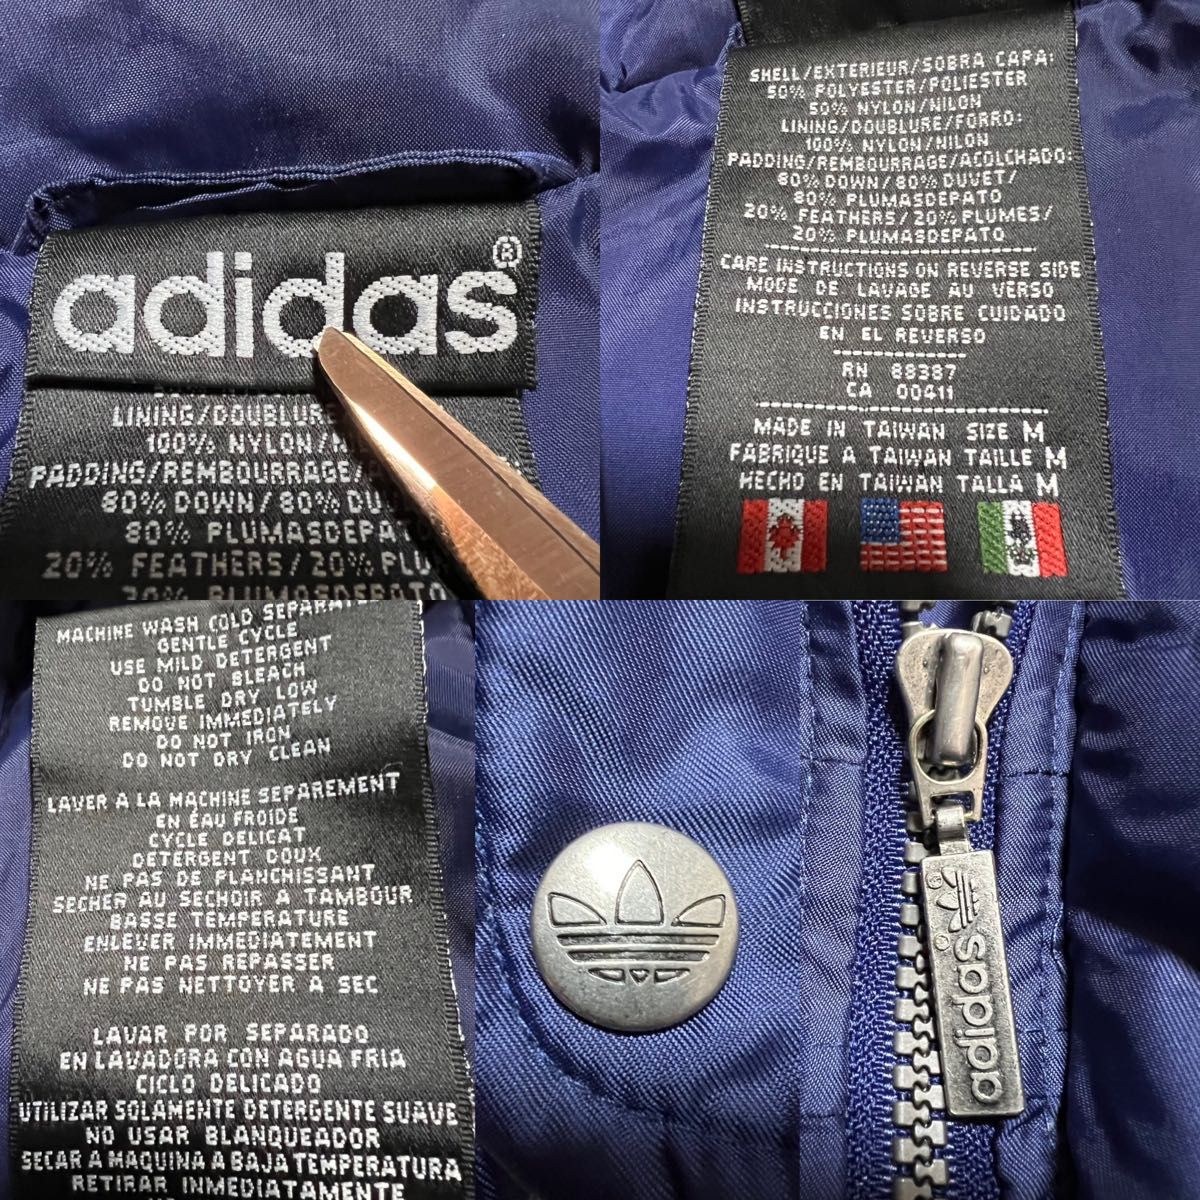 adidas®
LINING/DOUBLURE
100% NYLON/
PADDING/REMBOURRAGE/
80% DOWN/80%
80% PLUMASDEPATO
20% FEATHERS/20%
SHELL/EXTERIEUR/SOBRA CAPA:
50% POLYESTER/POLIESTER
50% NYLON/NILON
LINING/DOUBLURE/FORRO:
100% NYLON/NILON
PADDING/REMBOURRAGE/ACOLCHADO:
80% DOWN/80% DUVET/
80% PLUMASDEPATO
20% FEATHERS/20% PLUMES/
20% PLUMASDEPATO
CARE INSTRUCTIONS ON REVERSE SIDE
MODE DE LAVAGE AU VERSO
INSTRUCCIONES SOBRE CUIDADO
EN EL REVERSO
RN 88387
CA 00411
MADE IN TAIWAN SIZE M
FABRIQUE A TAIWAN TAILLE M
HECHO EN TAIWAN TALLA M
MACHINE WASH COLD SEPARATE
GENTLE CYCLE
USE MILD DETERGENT
DO NOT BLEACH
TUMBLE DRY LOW
REMOVE IMMEDIATELY
DO NOT IRON
DO NOT DRY CLEAN
LAVER A LA MACHINE SEPAREMENT
EN EAU FROIDE
CYCLE DELICAT
DETERGENT DOUX
NE PAS DE PLANCHISSANT
SECHER AU SECHOIR A TAMBOUR
BASSE TEMPERATURE
ENLEVER IMMEDIATEMENT
NE PAS REPASSER
NE PAS NETTOYER A SEC
LAVAR POR SEPARADO
EN LAVADORA CON AGUA FRIA
CICLO DELICADO
UTILIZAR SOLAMENTE DETERGENTE SUAVE
NO USAR BLANQUEADOR
SECAR A MAQUINA A BAJA TEMPERATURA
RETIRAR INMEDIATAMENTE
adidas®